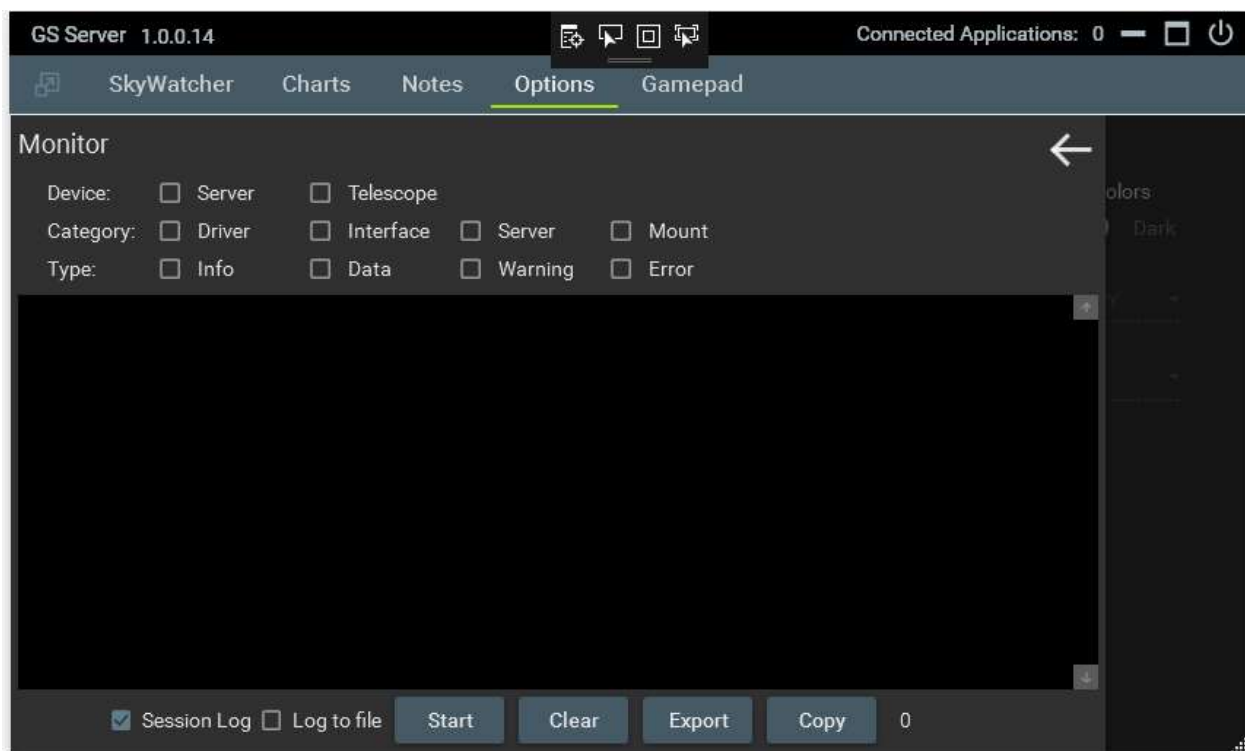 GS Server 1.0.0.14 Connected Applications: 0
SkyWatcher Charts Notes Options Gamepad
Monitor
Device: Server Telescope
olors
Category: Driver Interface Server Mount
Dark
Type: Info Data Warning Error
Session Log Log to file Start Clear Export Copy 0